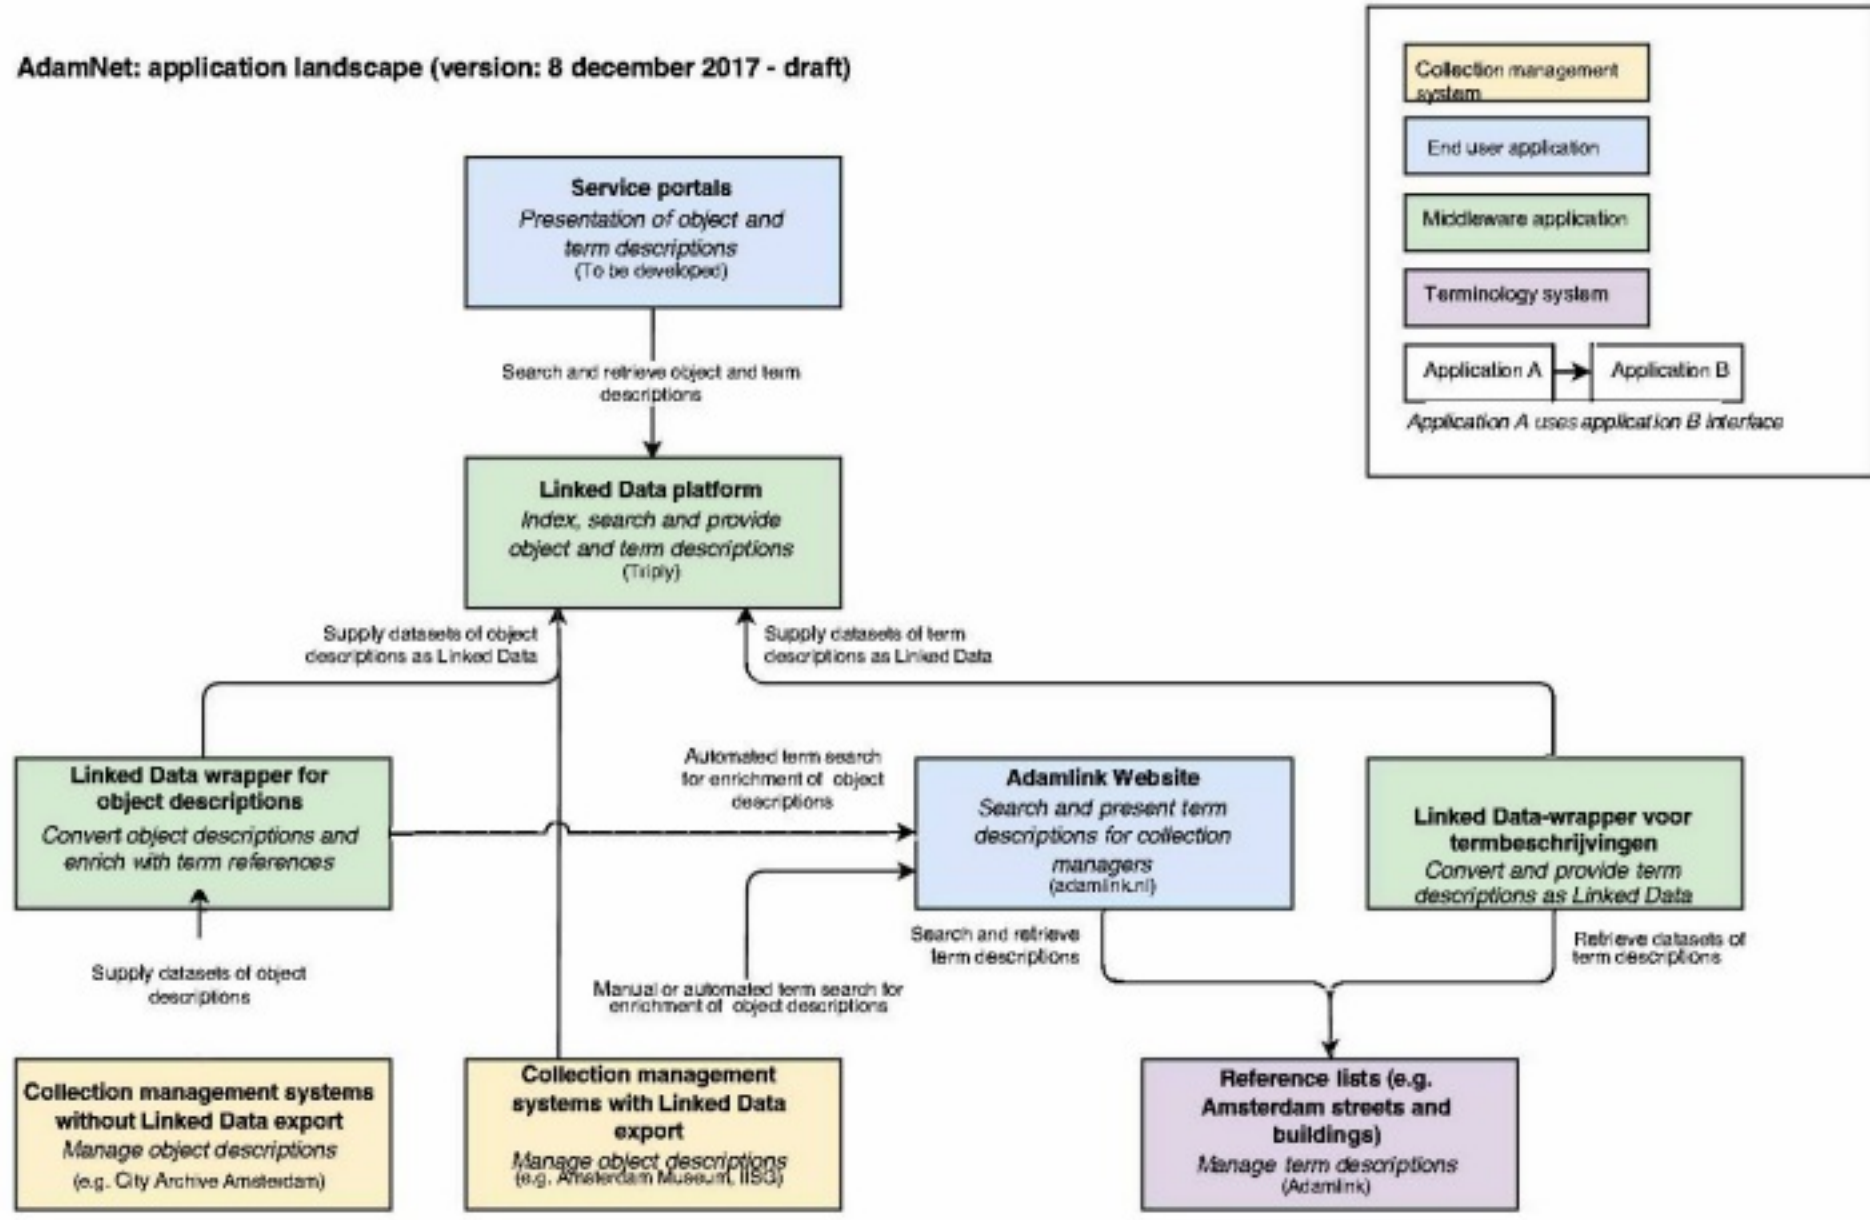 AdamNet: application landscape (version: 8 december 2017 - draft)
Collection management
system
End user application
Middleware application
Terminology system
Application A
Application B
Application A uses application B interface
Service portals
Presentation of object and
term descriptions
(To be developed)
Search and retrieve object and term
descriptions
Linked Data platform
Index, search and provide
object and term descriptions
(Triply)
Supply datasets of object
descriptions as Linked Data
Supply datasets of term
descriptions as Linked Data
Linked Data wrapper for
object descriptions
Convert object descriptions and
enrich with term references
Automated term search
for enrichment of object
descriptions
Adamlink Website
Search and present term
descriptions for collection
managers
(adamlink.nl)
Linked Data-wrapper voor
termbeschrijvingen
Convert and provide term
descriptions as Linked Data
Supply datasets of object
descriptions
Manual or automated term search for
enrichment of object descriptions
Search and retrieve
term descriptions
Retrieve datasets of
term descriptions
Collection management systems
without Linked Data export
Manage object descriptions
(e.g. City Archive Amsterdam)
Collection management
systems with Linked Data
export
Manage object descriptions
(e.g. Amsterdam Museum, IISG)
Reference lists (e.g.
Amsterdam streets and
buildings)
Manage term descriptions
(Adamlink)